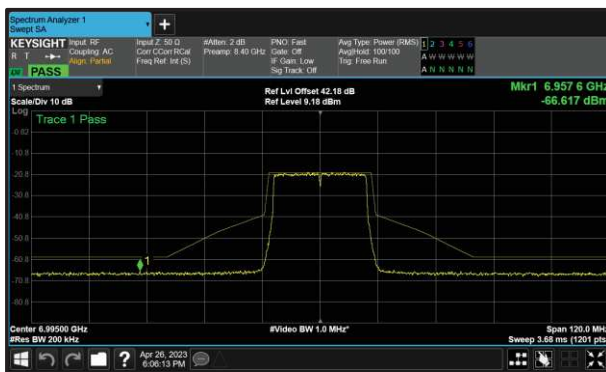 Spectrum Analyzer 1
Swept SA
+
KEYSIGHT Input: RF Input Z: 50 Ω #Atten: 2 dB PNO: Fast Avg Type: Power (RMS) 1 2 3 4 5 6
R T Coupling: AC Corr CCorr RCal Preamp: 8.40 GHz Gate: Off Avg|Hold: 100/100 A W W W W W
Align: Partial Freq Ref: Int (S) IF Gain: Low Trig: Free Run
PASS Sig Track: Off A N N N N N
1 Spectrum Ref Lvl Offset 42.18 dB Mkr1 6.957 6 GHz
Scale/Div 10 dB Ref Level 9.18 dBm -66.617 dBm
Log
Trace 1 Pass
-0.82
-10.8
-20.8
-30.8
-40.8
-50.8
1
-60.8
-70.8
-80.8
Center 6.99500 GHz #Video BW 1.0 MHz* Span 120.0 MHz
#Res BW 200 kHz Sweep 3.68 ms (1201 pts)
? Apr 26, 2023
6:06:13 PM